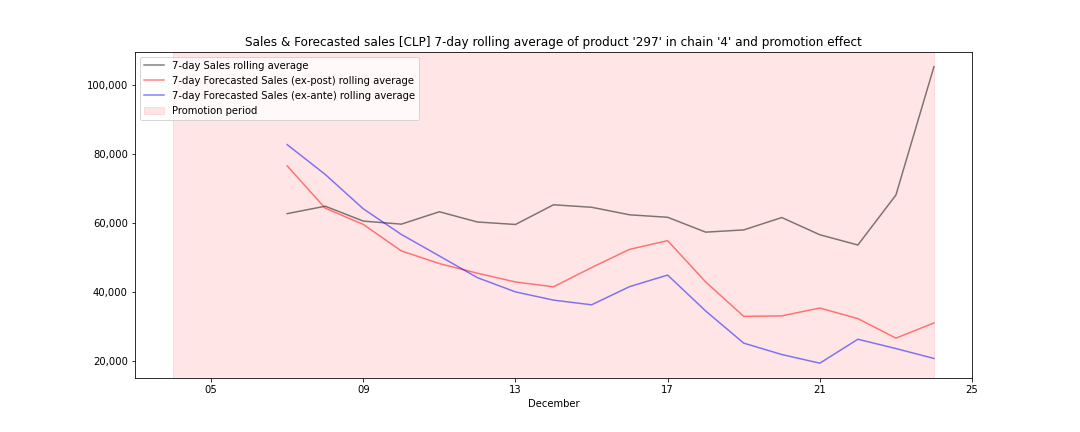 Sales & Forecasted sales [CLP] 7-day rolling average of product '297' in chain '4' and promotion effect
7-day Sales rolling average
7-day Forecasted Sales (ex-post) rolling average
7-day Forecasted Sales (ex-ante) rolling average
Promotion period
100,000
80,000
60,000
40,000
20,000
05 09 13 17 21 25
December